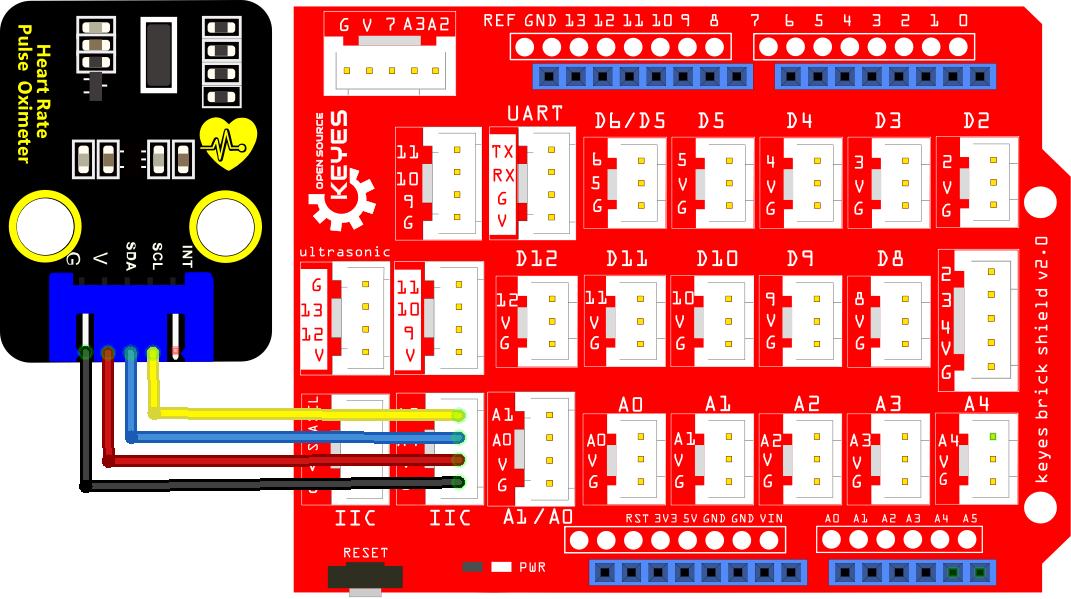 Heart Rate
Pulse Oximeter
G V SDA SCL INT
G V 7 A3 A2
REF GND 13 12 11 10 9 8
7 6 5 4 3 2 1 0
OPEN SOURCE
KEYES
11
10
9
G
UART
TX
RX
G
V
D6/D5
6
5
G
D5
5
V
G
D4
4
V
G
D3
3
V
G
D2
2
V
G
ultrasonic
G
13
12
V
11
10
9
V
D12
12
V
G
D11
11
V
G
D10
10
V
G
D9
9
V
G
D8
8
V
G
2
3
4
V
G
keyes brick shield v2.0
IIC
IIC
A1
A0
V
G
A1/A0
A0
A0
V
G
A1
A1
V
G
A2
A2
V
G
A3
A3
V
G
A4
A4
V
G
RST 3V3 5V GND GND VIN
A0 A1 A2 A3 A4 A5
RESET
PWR